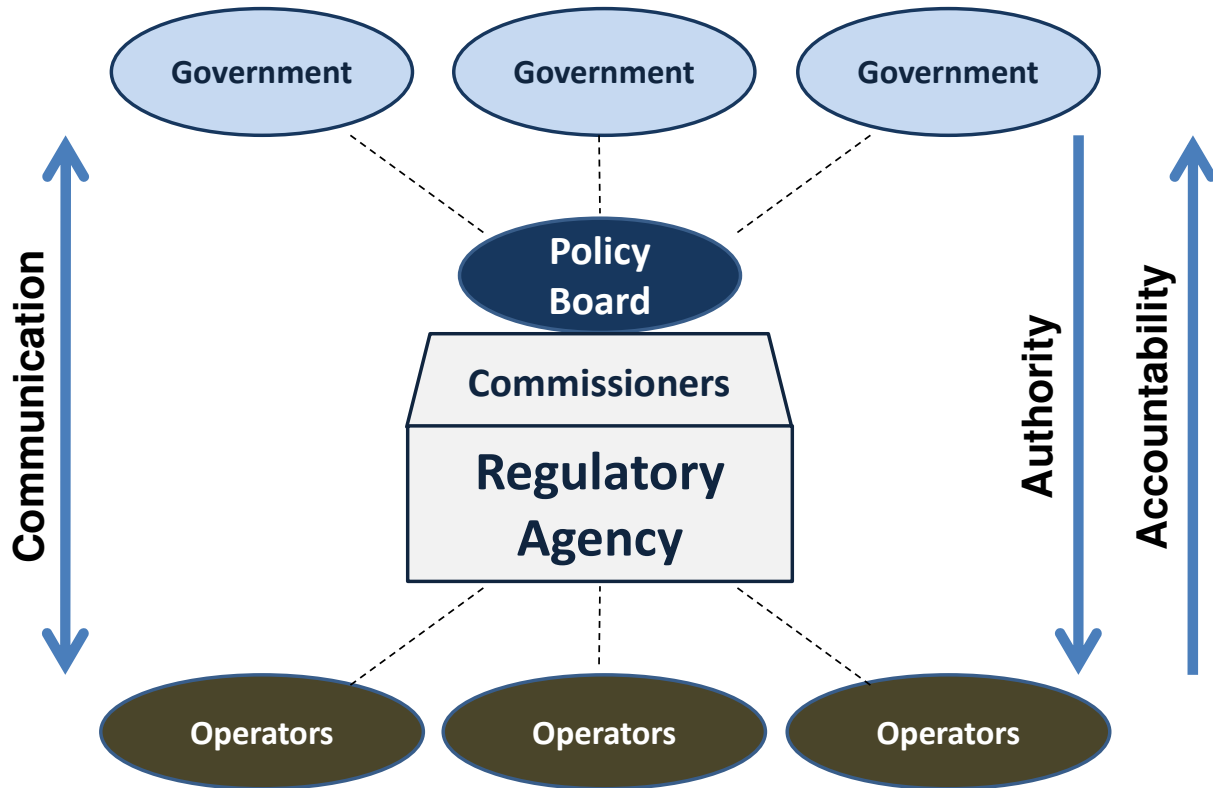 Government
Government
Government
Communication
Policy
Board
Commissioners
Regulatory
Agency
Authority
Accountability
Operators
Operators
Operators